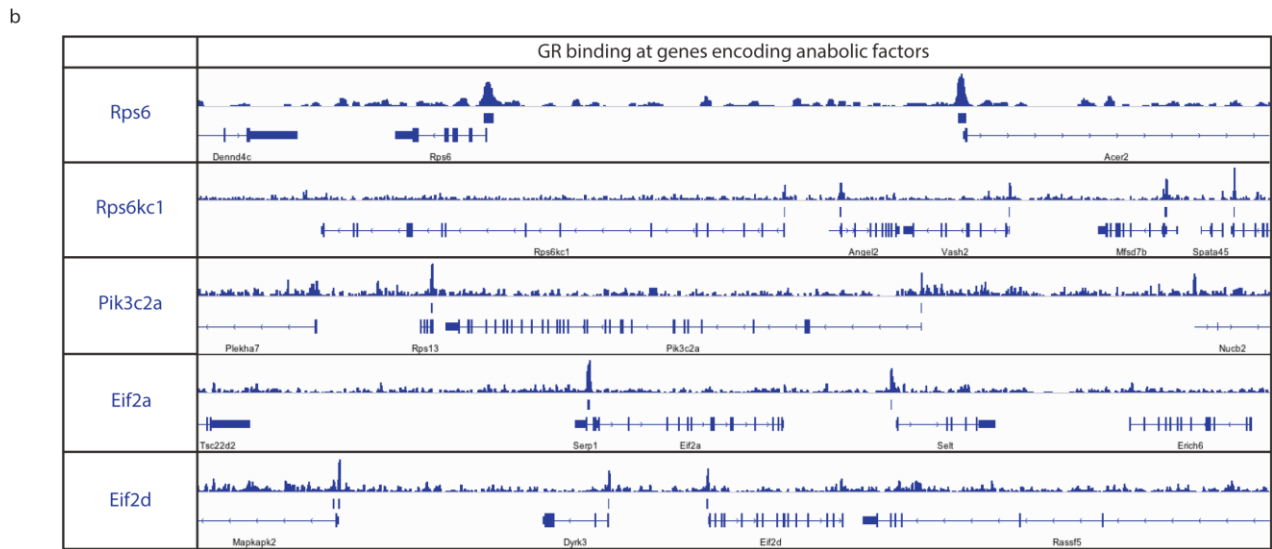 b
GR binding at genes encoding anabolic factors
Rps6
Dennd4c Rps6 Acer2
Rps6kc1
Rps6kc1 Angel2 Vash2 Mfsd7b Spata45
Pik3c2a
Plekha7 Rps13 Pik3c2a Nucb2
Eif2a
Tsc22d2 Serp1 Eif2a Selt Erich6
Eif2d
Mapkapk2 Dyrk3 Eif2d Rassf5